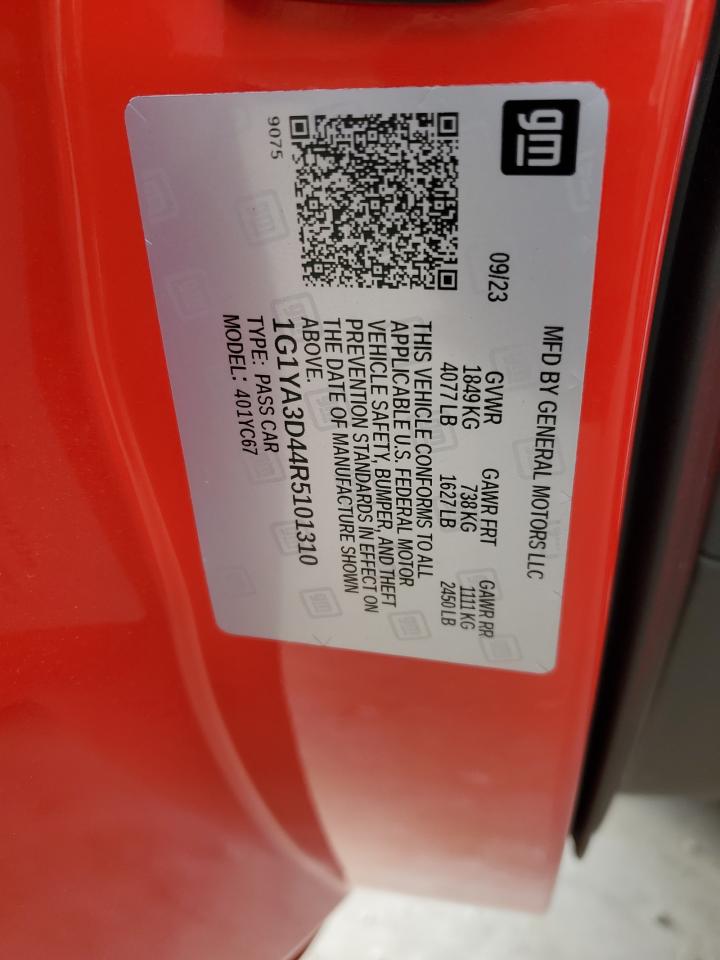 gm
MFD BY GENERAL MOTORS LLC
09/23
GVWR GAWR FRT GAWR RR
1849 KG 738 KG 1111 KG
4077 LB 1627 LB 2450 LB
THIS VEHICLE CONFORMS TO ALL
APPLICABLE U.S. FEDERAL MOTOR
VEHICLE SAFETY, BUMPER, AND THEFT
PREVENTION STANDARDS IN EFFECT ON
THE DATE OF MANUFACTURE SHOWN
ABOVE.
9075
1G1YA3D44R5101310
TYPE: PASS CAR
MODEL: 401YC67